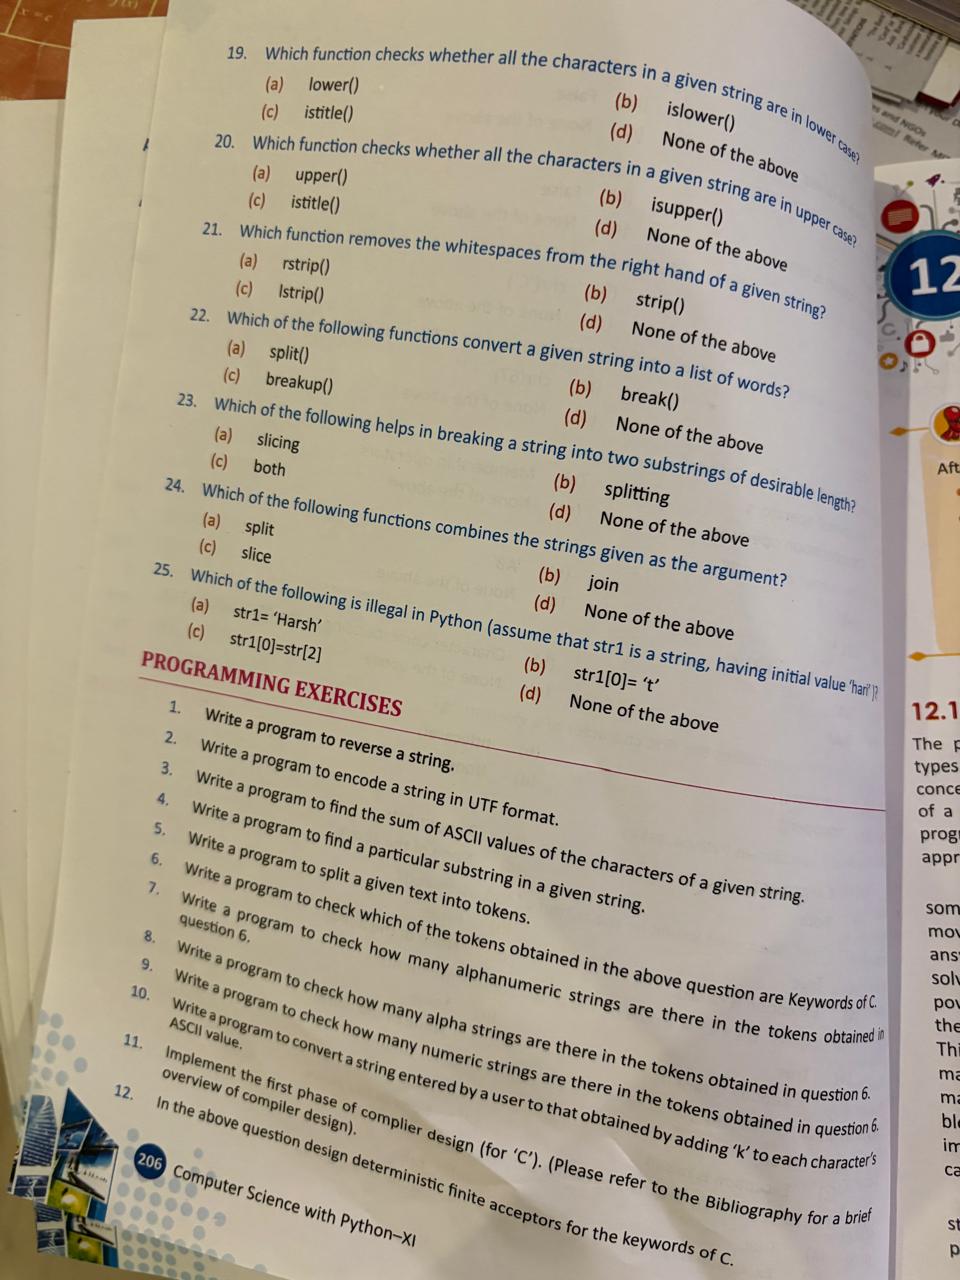 19. Which function checks whether all the characters in a given string are in lower case?
(a) lower()
(b) islower()
(c) istitle()
(d) None of the above
20. Which function checks whether all the characters in a given string are in upper case?
(a) upper()
(b) isupper()
(c) istitle()
(d) None of the above
21. Which function removes the whitespaces from the right hand of a given string?
(a) rstrip()
(b) strip()
(c) lstrip()
(d) None of the above
22. Which of the following functions convert a given string into a list of words?
(a) split()
(b) break()
(c) breakup()
(d) None of the above
23. Which of the following helps in breaking a string into two substrings of desirable length?
(a) slicing
(b) splitting
(c) both
(d) None of the above
24. Which of the following functions combines the strings given as the argument?
(a) split
(b) join
(c) slice
(d) None of the above
25. Which of the following is illegal in Python (assume that str1 is a string, having initial value 'hari')?
(a) str1= 'Harsh'
(b) str1[0]= 't'
(c) str1[0]=str[2]
(d) None of the above
PROGRAMMING EXERCISES
1. Write a program to reverse a string.
2. Write a program to encode a string in UTF format.
3. Write a program to find the sum of ASCII values of the characters of a given string.
4. Write a program to find a particular substring in a given string.
5. Write a program to split a given text into tokens.
6. Write a program to check which of the tokens obtained in the above question are Keywords of C.
7. Write a program to check how many alphanumeric strings are there in the tokens obtained in
question 6.
8. Write a program to check how many alpha strings are there in the tokens obtained in question 6.
9. Write a program to check how many numeric strings are there in the tokens obtained in question 6.
10. Write a program to convert a string entered by a user to that obtained by adding 'k' to each character's
ASCII value.
11. Implement the first phase of complier design (for 'C'). (Please refer to the Bibliography for a brief
overview of compiler design).
12. In the above question design deterministic finite acceptors for the keywords of C.
206 Computer Science with Python–XI
12
Aft
12.1
The p
types
conce
of a
prog
appr
som
mov
ans
solv
pov
the
Thi
ma
ma
ble
im
ca
st
p